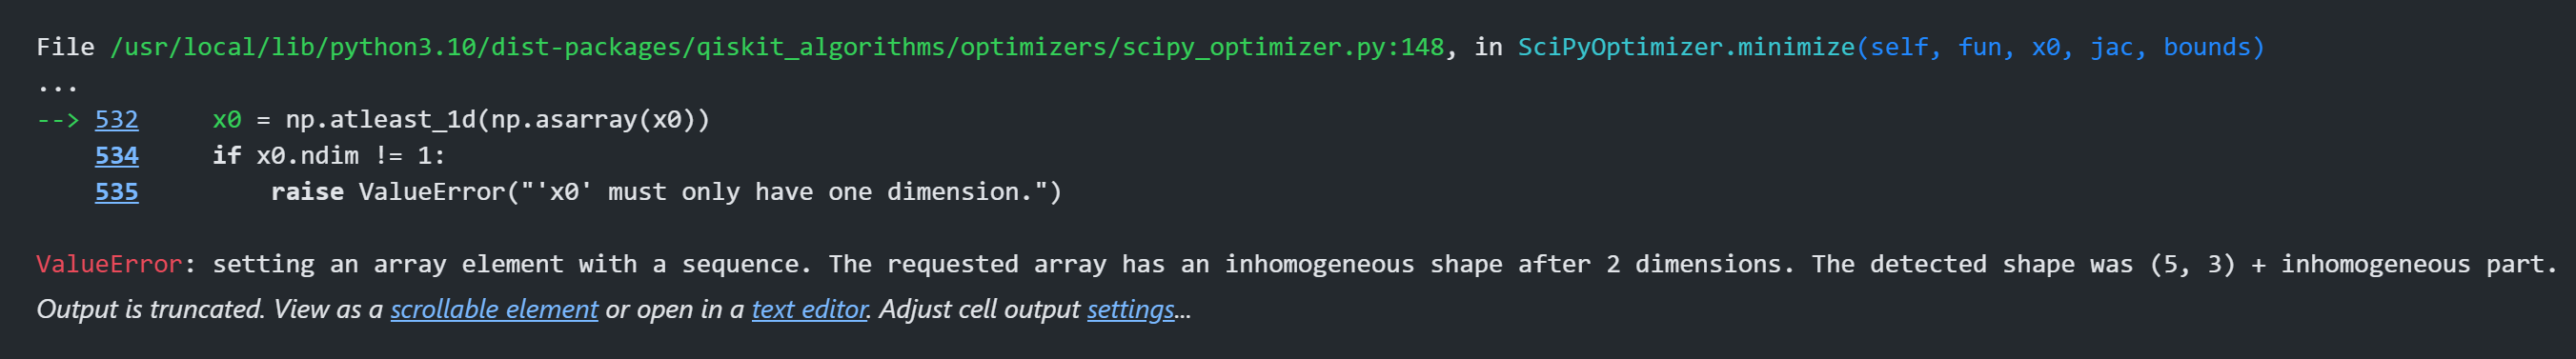 File /usr/local/lib/python3.10/dist-packages/qiskit_algorithms/optimizers/scipy_optimizer.py:148, in SciPyOptimizer.minimize(self, fun, x0, jac, bounds)
...
--> 532     x0 = np.atleast_1d(np.asarray(x0))
    534     if x0.ndim != 1:
    535         raise ValueError("'x0' must only have one dimension.")
ValueError: setting an array element with a sequence. The requested array has an inhomogeneous shape after 2 dimensions. The detected shape was (5, 3) + inhomogeneous part.
Output is truncated. View as a scrollable element or open in a text editor. Adjust cell output settings...